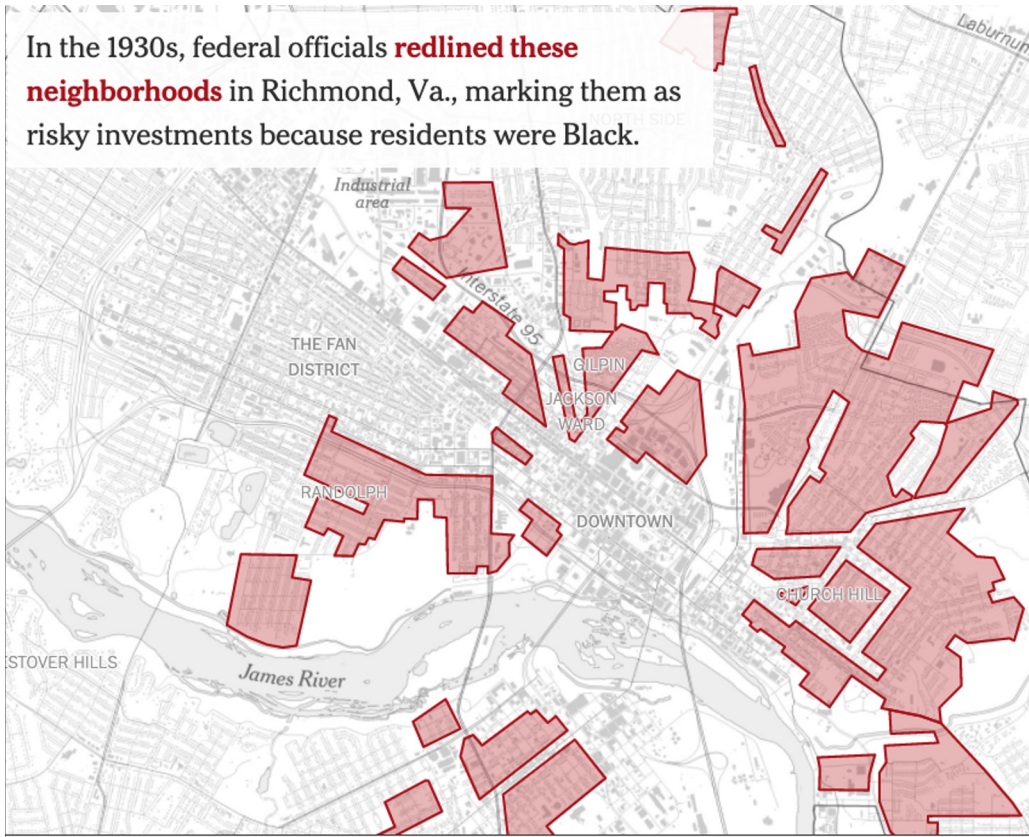 In the 1930s, federal officials redlined these
neighborhoods in Richmond, Va., marking them as
risky investments because residents were Black.
Laburnum
NORTH SIDE
Industrial
area
Interstate 95
THE FAN
DISTRICT
GILPIN
JACKSON
WARD
RANDOLPH
DOWNTOWN
CHURCH HILL
ESTOVER HILLS
James River